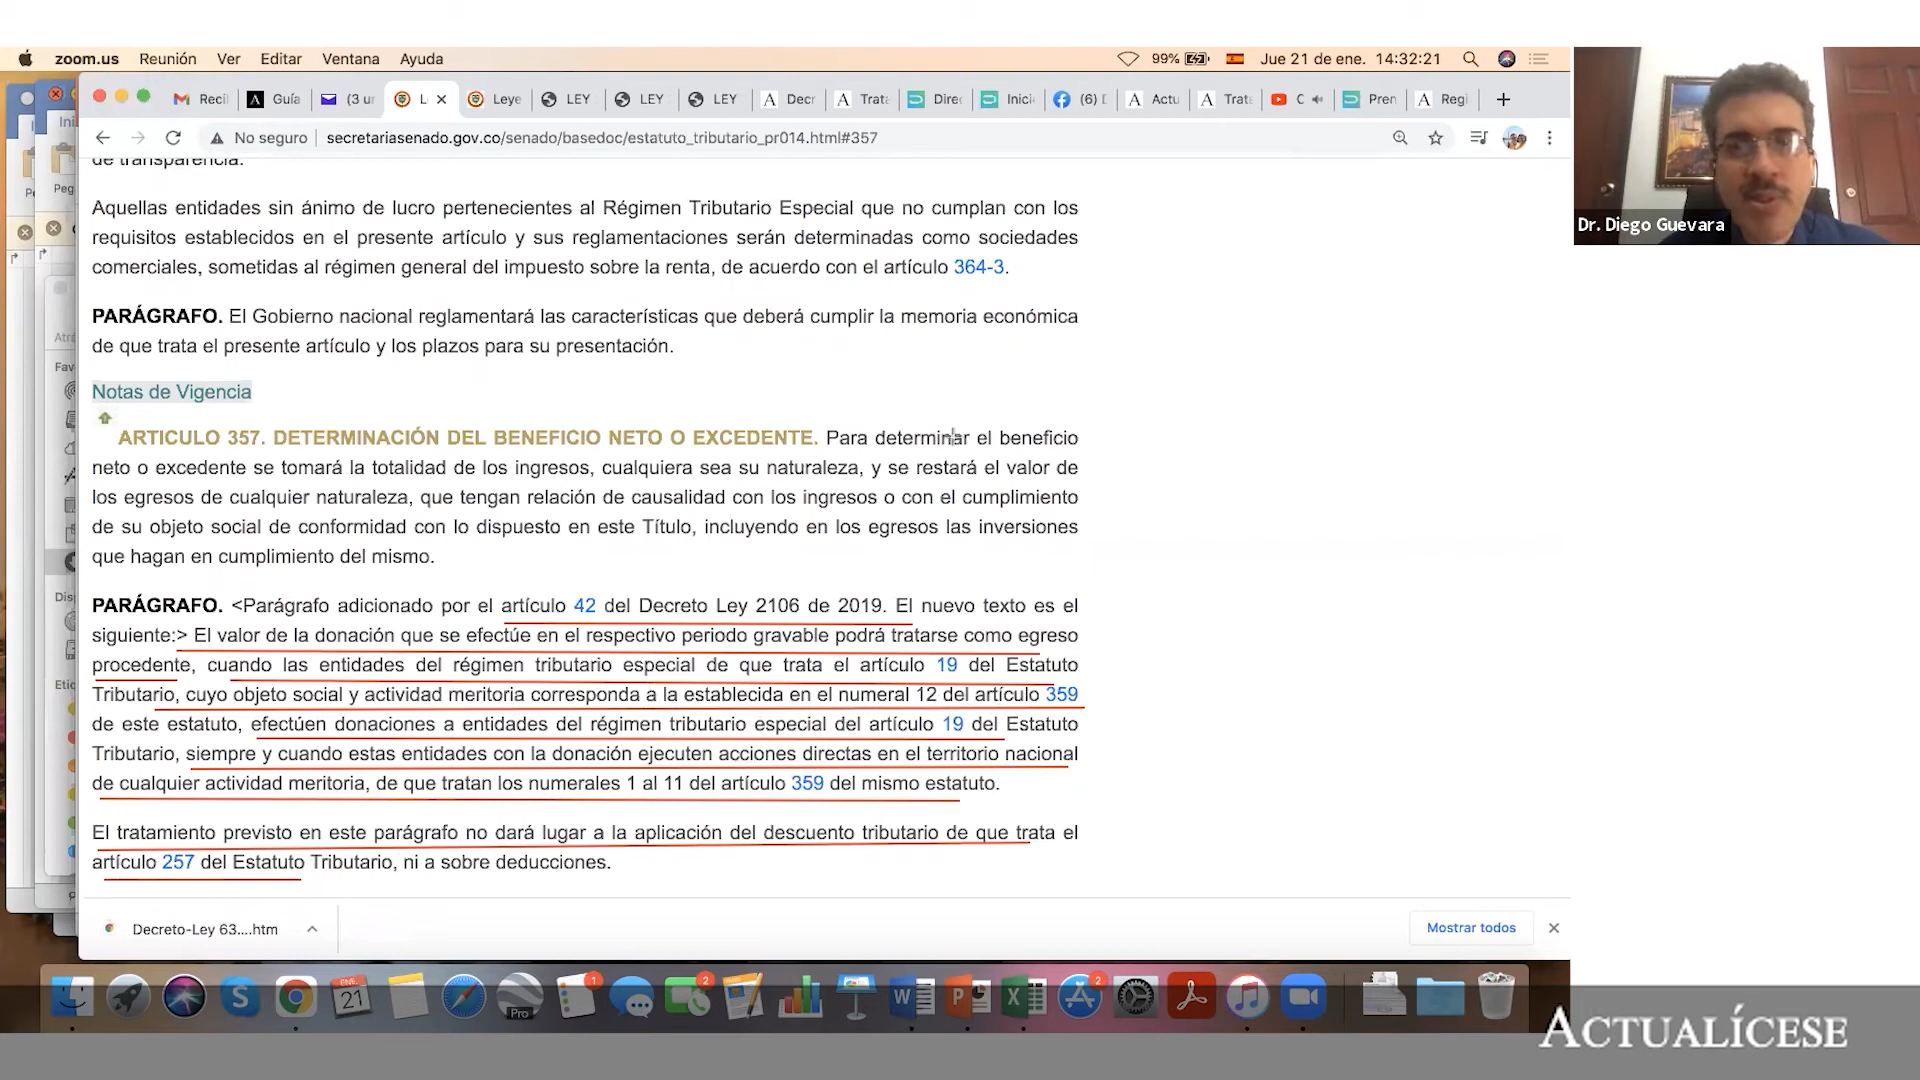 zoom.us Reunión Ver Editar Ventana Ayuda 99% Jue 21 de ene. 14:32:21
Reci Guía (3 L Leye LEY LEY LEY Decr Trata Dire Inici (6) Actu Trata C Pren Regi
No seguro secretariasenado.gov.co/senado/basedoc/estatuto_tributario_pr014.html#357
Dr. Diego Guevara
de transparencia.
Aquellas entidades sin ánimo de lucro pertenecientes al Régimen Tributario Especial que no cumplan con los
requisitos establecidos en el presente artículo y sus reglamentaciones serán determinadas como sociedades
comerciales, sometidas al régimen general del impuesto sobre la renta, de acuerdo con el artículo 364-3.
PARÁGRAFO. El Gobierno nacional reglamentará las características que deberá cumplir la memoria económica
de que trata el presente artículo y los plazos para su presentación.
Notas de Vigencia
ARTICULO 357. DETERMINACIÓN DEL BENEFICIO NETO O EXCEDENTE. Para determinar el beneficio
neto o excedente se tomará la totalidad de los ingresos, cualquiera sea su naturaleza, y se restará el valor de
los egresos de cualquier naturaleza, que tengan relación de causalidad con los ingresos o con el cumplimiento
de su objeto social de conformidad con lo dispuesto en este Título, incluyendo en los egresos las inversiones
que hagan en cumplimiento del mismo.
PARÁGRAFO. <Parágrafo adicionado por el artículo 42 del Decreto Ley 2106 de 2019. El nuevo texto es el
siguiente:> El valor de la donación que se efectúe en el respectivo periodo gravable podrá tratarse como egreso
procedente, cuando las entidades del régimen tributario especial de que trata el artículo 19 del Estatuto
Tributario, cuyo objeto social y actividad meritoria corresponda a la establecida en el numeral 12 del artículo 359
de este estatuto, efectúen donaciones a entidades del régimen tributario especial del artículo 19 del Estatuto
Tributario, siempre y cuando estas entidades con la donación ejecuten acciones directas en el territorio nacional
de cualquier actividad meritoria, de que tratan los numerales 1 al 11 del artículo 359 del mismo estatuto.
El tratamiento previsto en este parágrafo no dará lugar a la aplicación del descuento tributario de que trata el
artículo 257 del Estatuto Tributario, ni a sobre deducciones.
Decreto-Ley 63....htm Mostrar todos
ENE. 21 Pro 1 2 2
ACTUALÍCESE